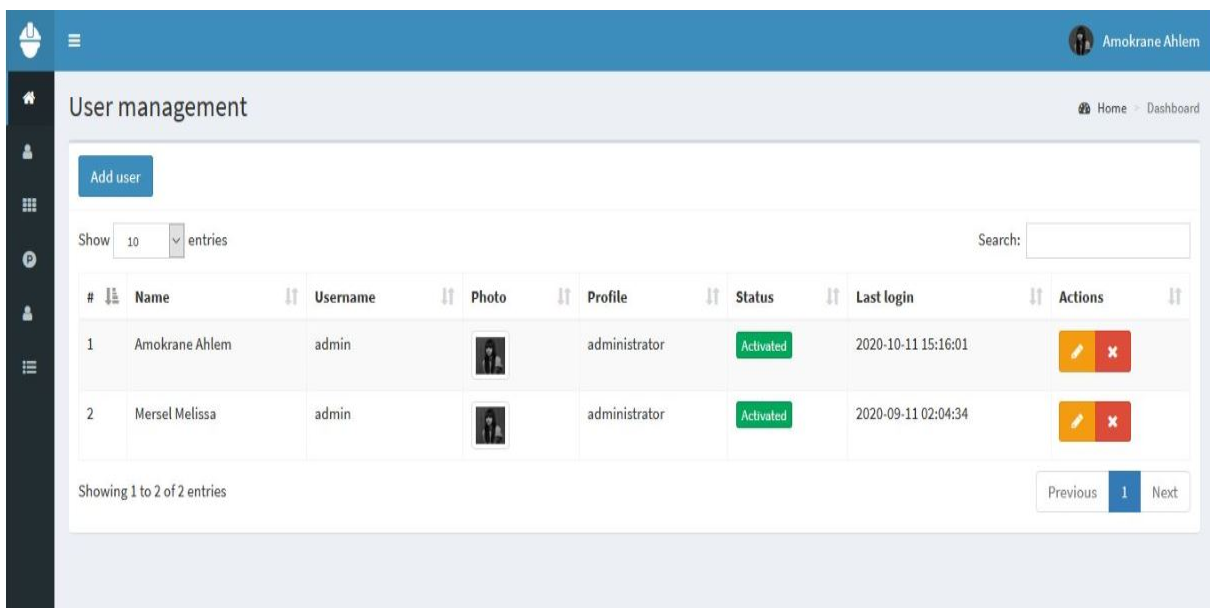 Amokrane Ahlem
User management
Home > Dashboard
Add user
Show 10 entries
Search:
# Name Username Photo Profile Status Last login Actions
1 Amokrane Ahlem admin administrator Activated 2020-10-11 15:16:01
2 Mersel Melissa admin administrator Activated 2020-09-11 02:04:34
Showing 1 to 2 of 2 entries
Previous 1 Next